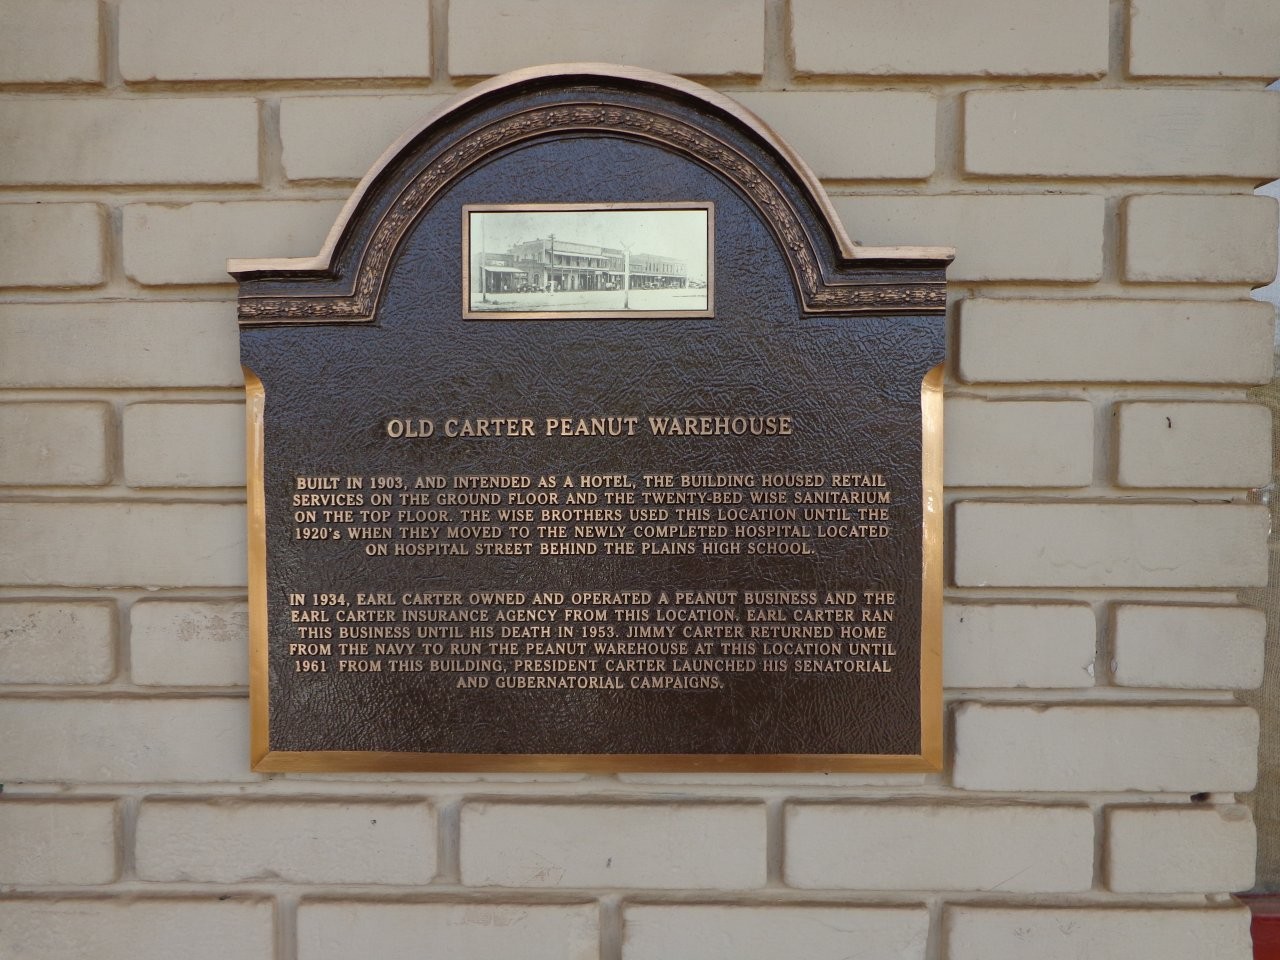 OLD CARTER PEANUT WAREHOUSE
BUILT IN 1903, AND INTENDED AS A HOTEL, THE BUILDING HOUSED RETAIL
SERVICES ON THE GROUND FLOOR AND THE TWENTY-BED WISE SANITARIUM
ON THE TOP FLOOR. THE WISE BROTHERS USED THIS LOCATION UNTIL THE
1920's WHEN THEY MOVED TO THE NEWLY COMPLETED HOSPITAL LOCATED
ON HOSPITAL STREET BEHIND THE PLAINS HIGH SCHOOL.
IN 1934, EARL CARTER OWNED AND OPERATED A PEANUT BUSINESS AND THE
EARL CARTER INSURANCE AGENCY FROM THIS LOCATION. EARL CARTER RAN
THIS BUSINESS UNTIL HIS DEATH IN 1953. JIMMY CARTER RETURNED HOME
FROM THE NAVY TO RUN THE PEANUT WAREHOUSE AT THIS LOCATION UNTIL
1961 FROM THIS BUILDING, PRESIDENT CARTER LAUNCHED HIS SENATORIAL
AND GUBERNATORIAL CAMPAIGNS.